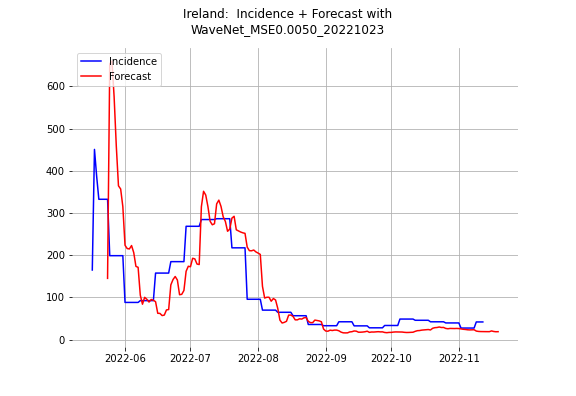 Ireland:  Incidence + Forecast with
WaveNet_MSE0.0050_20221023
Incidence
Forecast
600
500
400
300
200
100
0
2022-06 2022-07 2022-08 2022-09 2022-10 2022-11